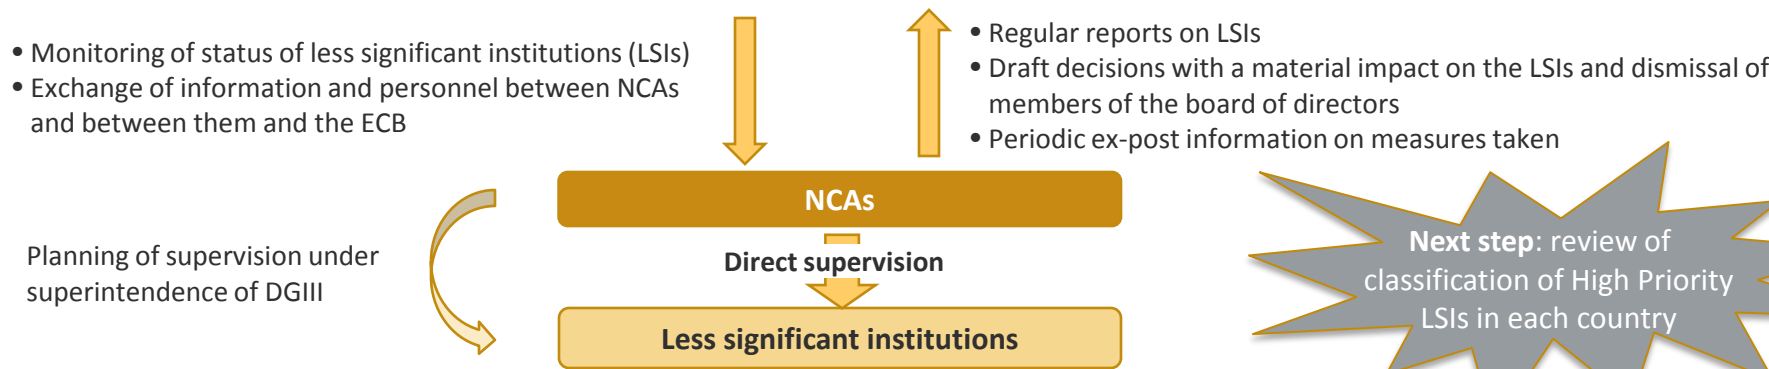 • Monitoring of status of less significant institutions (LSIs)
• Exchange of information and personnel between NCAs
and between them and the ECB
• Regular reports on LSIs
• Draft decisions with a material impact on the LSIs and dismissal of
members of the board of directors
• Periodic ex-post information on measures taken
NCAs
Planning of supervision under
superintendence of DGIII
Direct supervision
Less significant institutions
Next step: review of
classification of High Priority
LSIs in each country